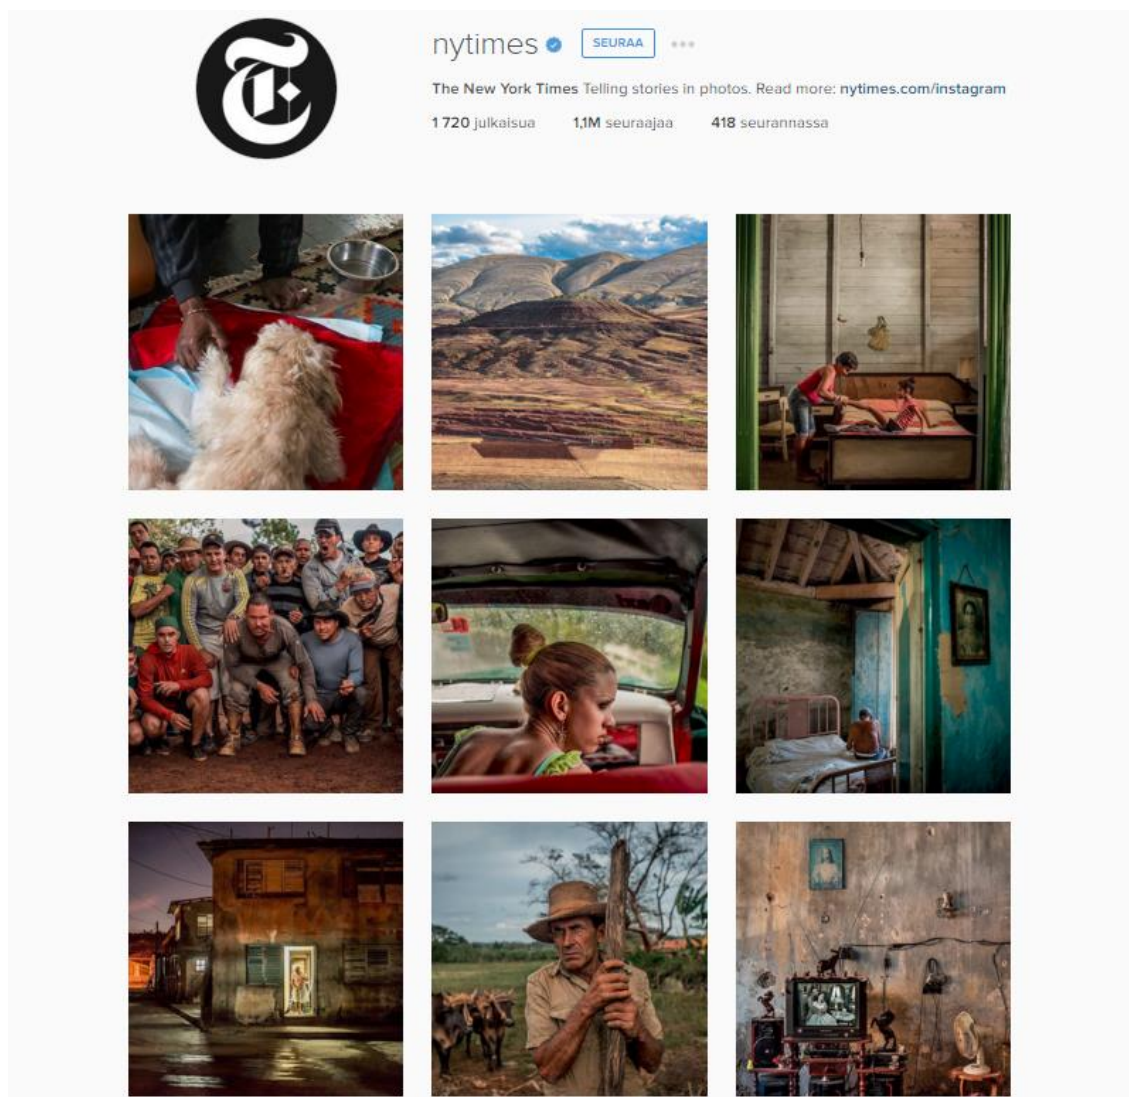 nytimes SEURAA
The New York Times Telling stories in photos. Read more: nytimes.com/instagram
1 720 julkaisua 1,1M seuraajaa 418 seurannassa